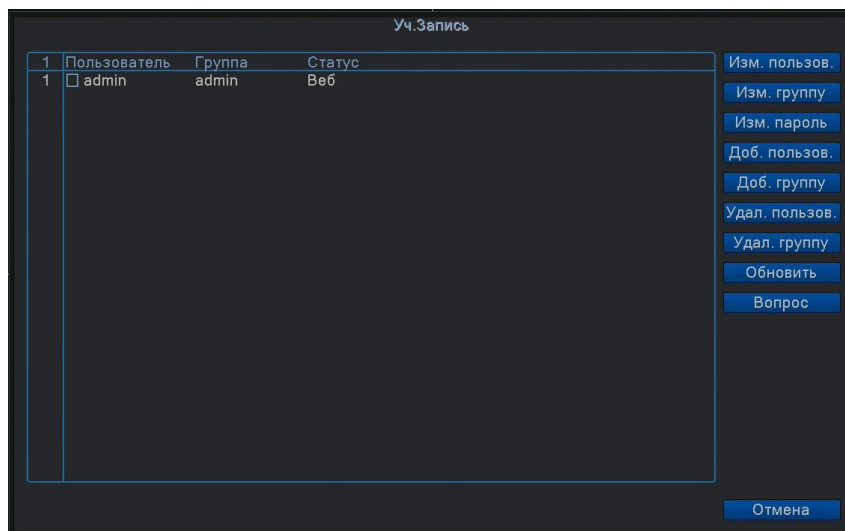 Уч.Запись
1 Пользователь Группа Статус
1 admin admin Веб
Изм. пользов.
Изм. группу
Изм. пароль
Доб. пользов.
Доб. группу
Удал. пользов.
Удал. группу
Обновить
Вопрос
Отмена